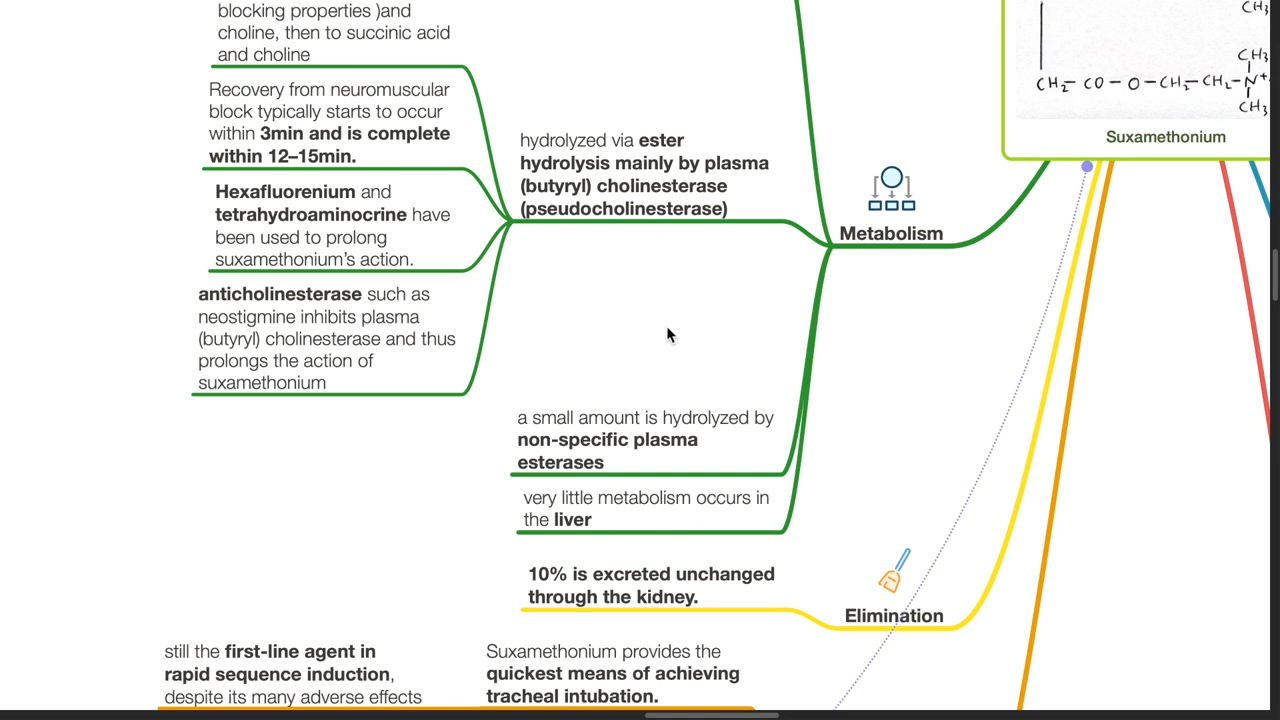 blocking properties )and
choline, then to succinic acid
and choline
Recovery from neuromuscular
block typically starts to occur
within 3min and is complete
within 12–15min.
Hexafluorenium and
tetrahydroaminocrine have
been used to prolong
suxamethonium's action.
anticholinesterase such as
neostigmine inhibits plasma
(butyryl) cholinesterase and thus
prolongs the action of
suxamethonium
hydrolyzed via ester
hydrolysis mainly by plasma
(butyryl) cholinesterase
(pseudocholinesterase)
a small amount is hydrolyzed by
non-specific plasma
esterases
very little metabolism occurs in
the liver
Metabolism
CH3
CH3
CH2 – CO – O – CH2 – CH2 – N+
CH3
Suxamethonium
10% is excreted unchanged
through the kidney.
Elimination
still the first-line agent in
rapid sequence induction,
despite its many adverse effects
Suxamethonium provides the
quickest means of achieving
tracheal intubation.